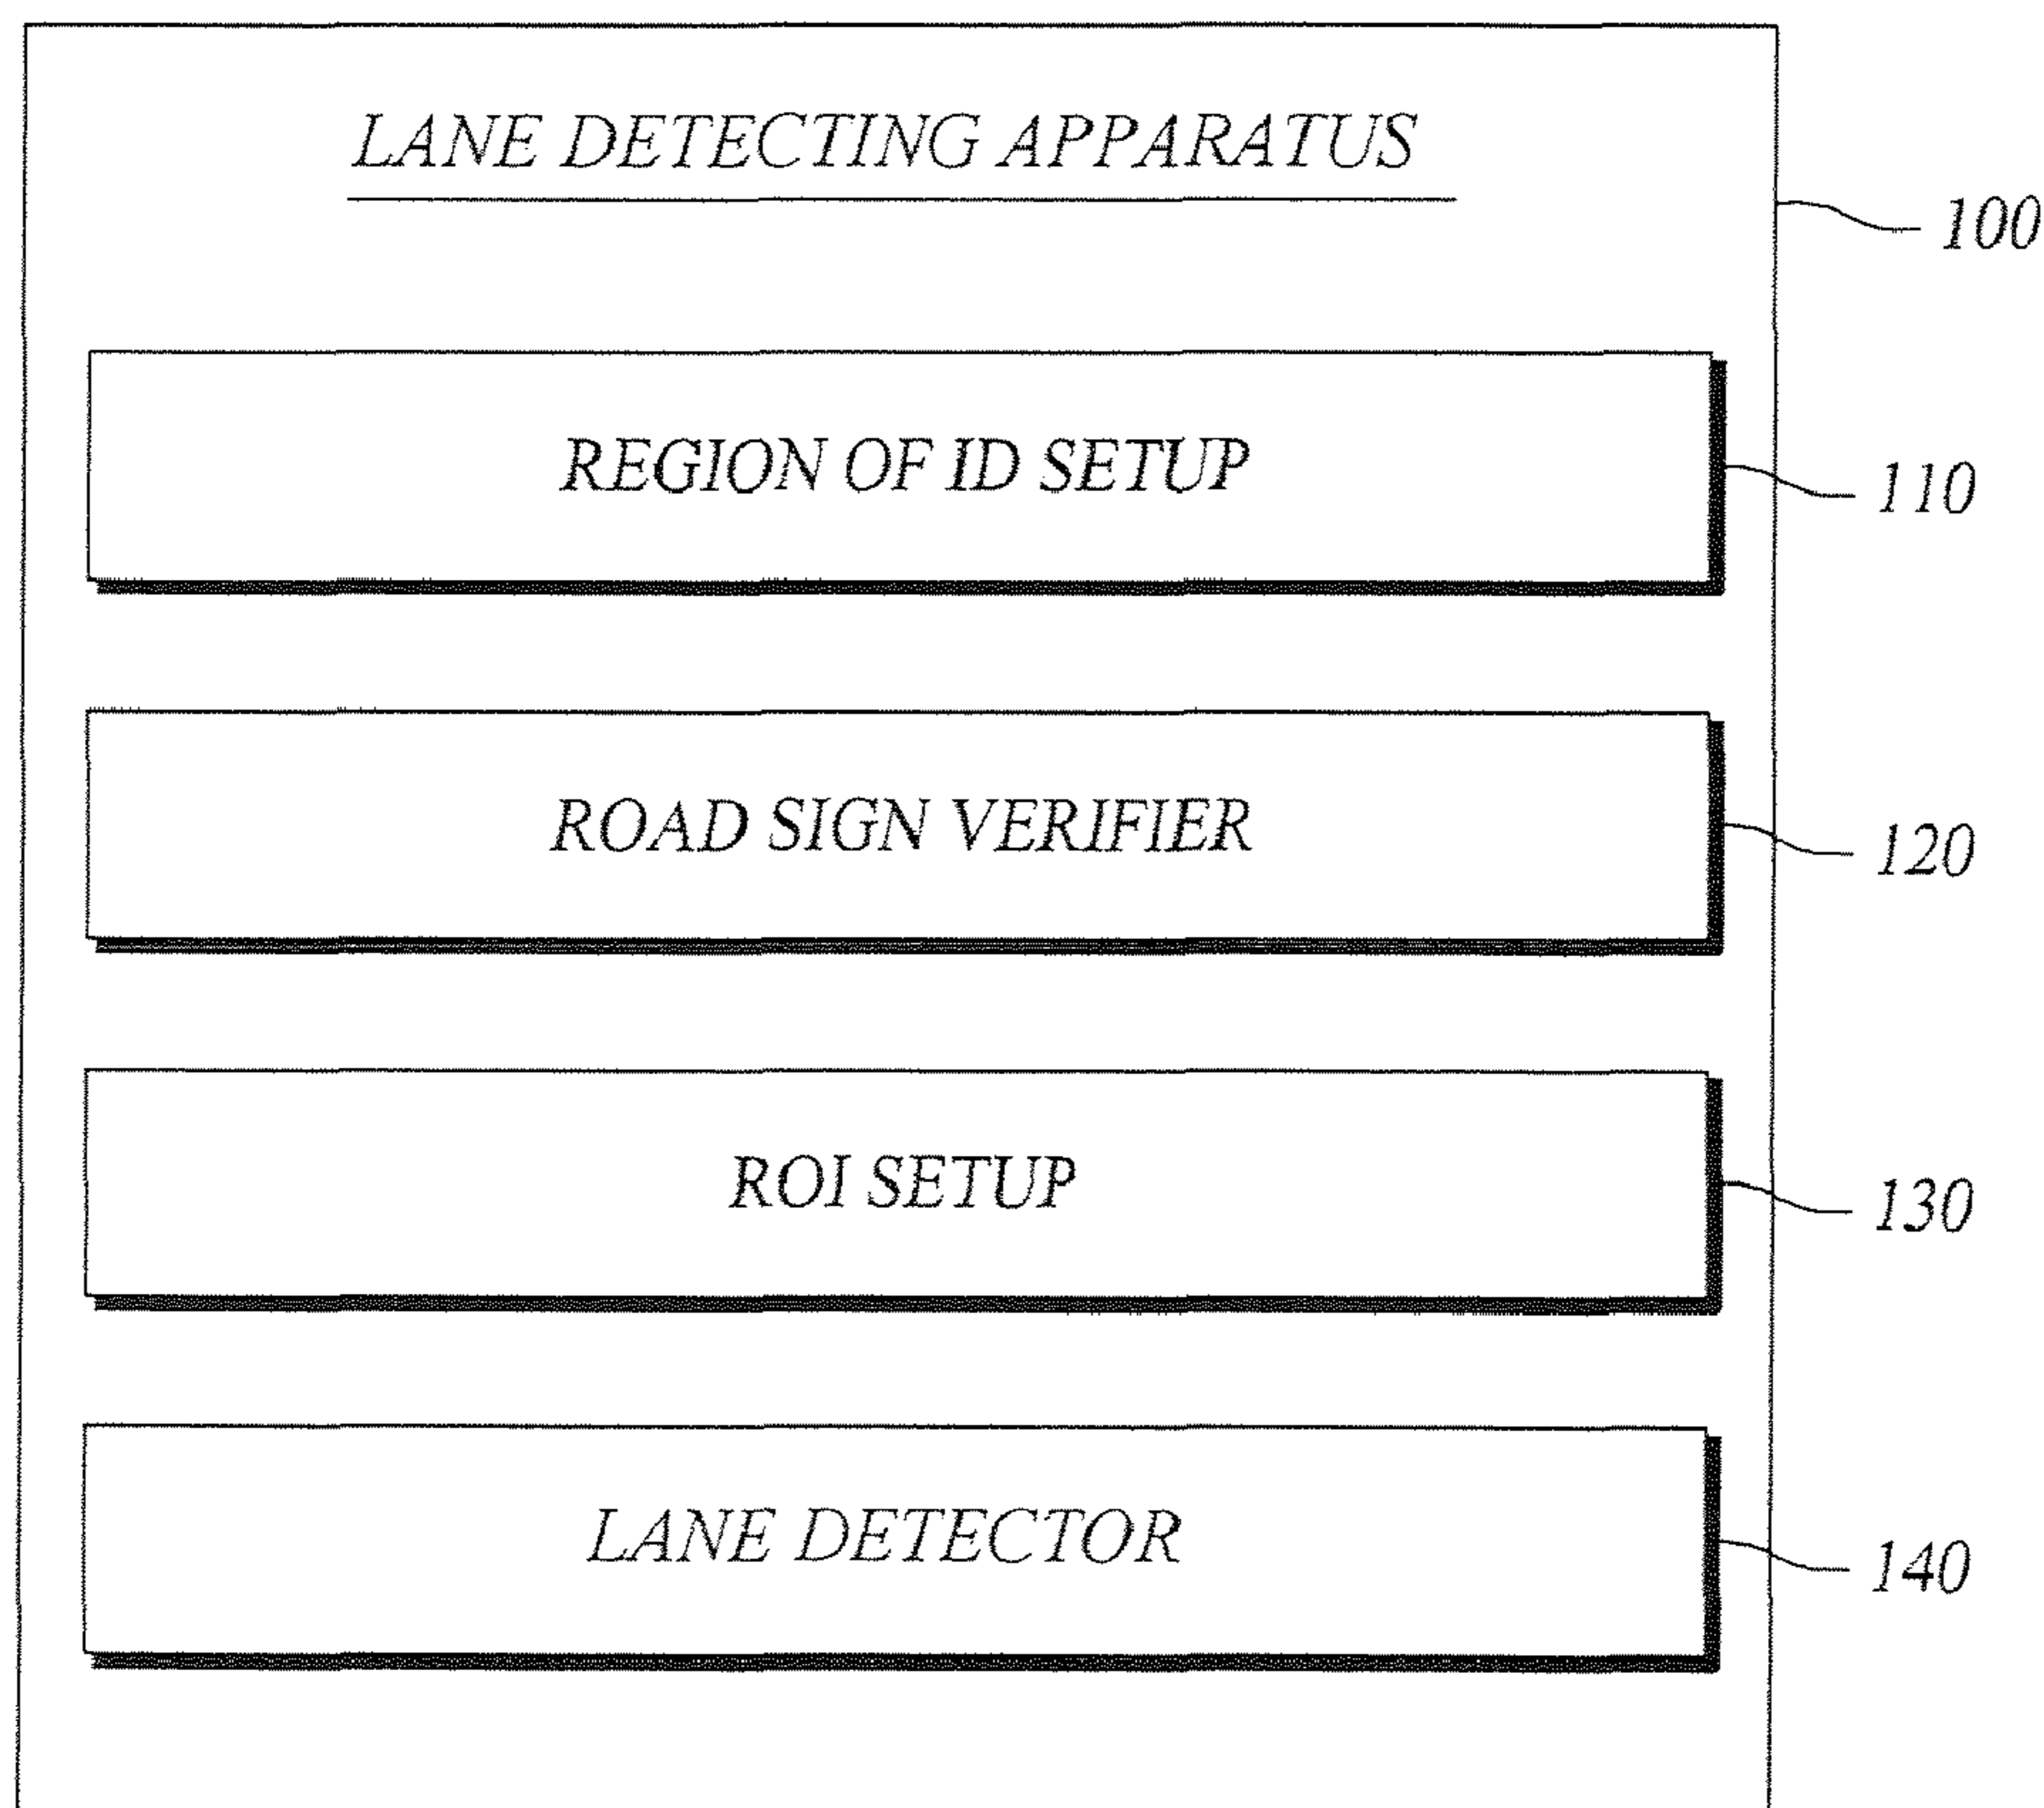 LANE DETECTING APPARATUS
100
REGION OF ID SETUP
110
ROAD SIGN VERIFIER
120
ROI SETUP
130
LANE DETECTOR
140